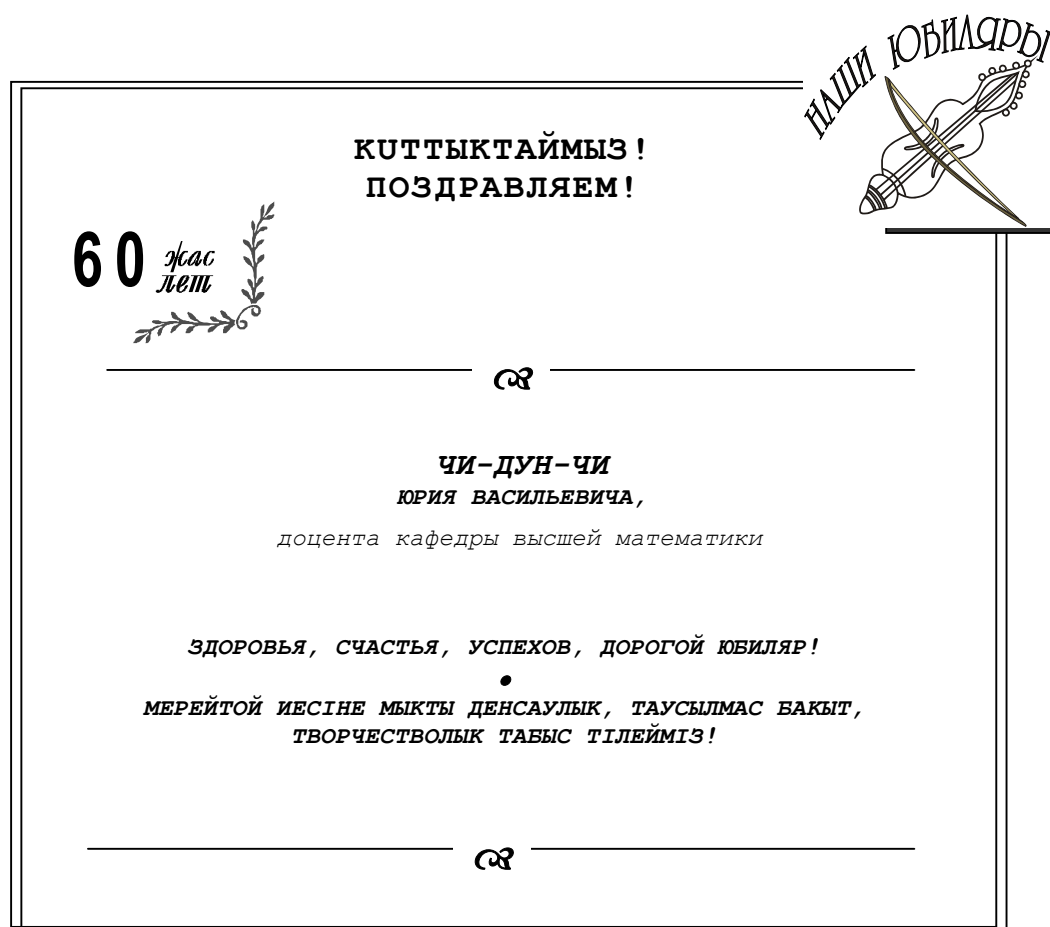 НАШИ ЮБИЛЯРЫ
КUТТЫКТАЙМЫЗ!
ПОЗДРАВЛЯЕМ!
60 жас
лет
ЧИ-ДУН-ЧИ
ЮРИЯ ВАСИЛЬЕВИЧА,
доцента кафедры высшей математики
ЗДОРОВЬЯ, СЧАСТЬЯ, УСПЕХОВ, ДОРОГОЙ ЮБИЛЯР!
•
МЕРЕЙТОЙ ИЕСІНЕ МЫКТЫ ДЕНСАУЛЫК, ТАУСЫЛМАС БАКЫТ,
ТВОРЧЕСТВОЛЫК ТАБЫС ТІЛЕЙМІЗ!